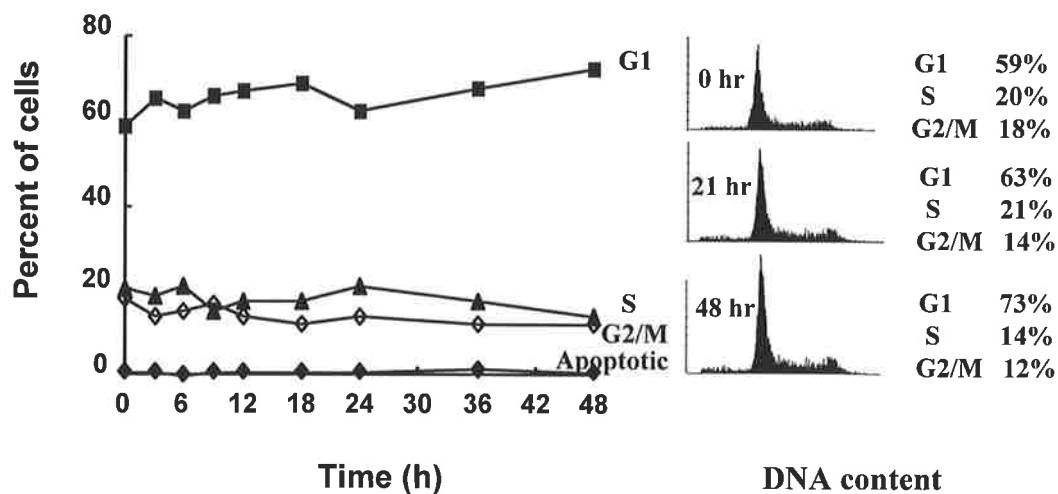 80
60
40
20
0
Percent of cells
G1
S
G2/M
Apoptotic
0 6 12 18 24 30 36 42 48
Time (h)
0 hr
G1 59%
S 20%
G2/M 18%
21 hr
G1 63%
S 21%
G2/M 14%
48 hr
G1 73%
S 14%
G2/M 12%
DNA content